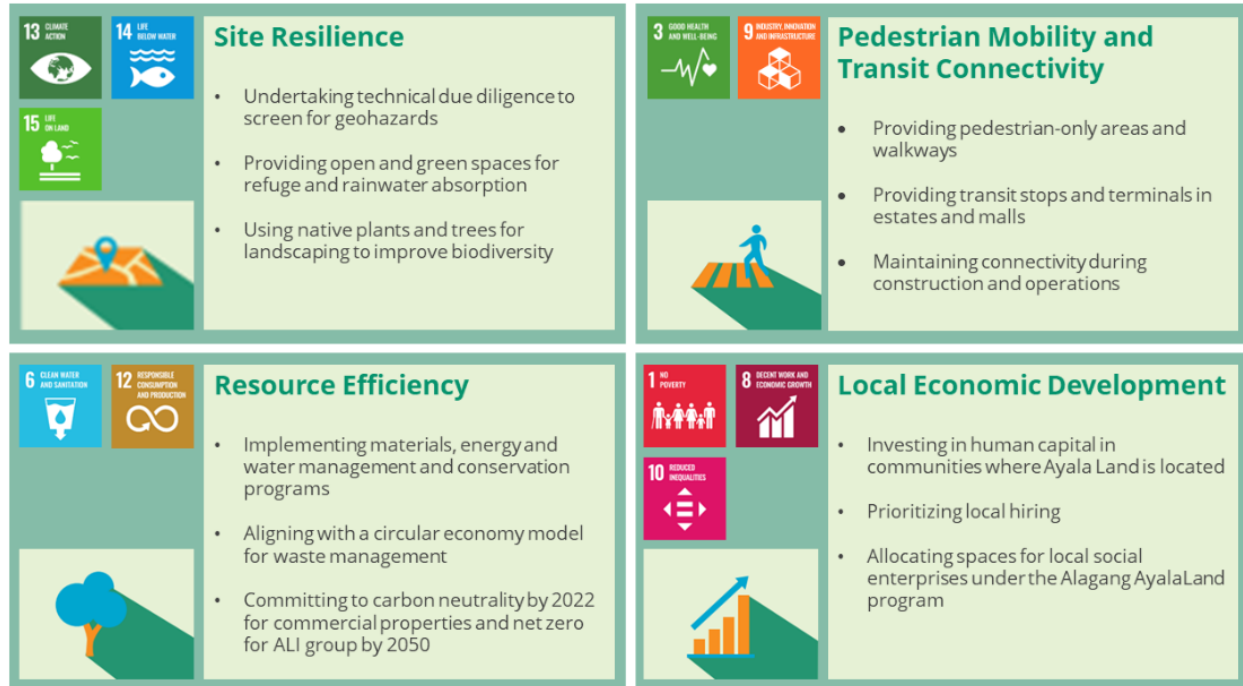 13 CLIMATE
ACTION
14 LIFE
BELOW WATER
15 LIFE
ON LAND
Site Resilience
• Undertaking technical due diligence to
screen for geohazards
• Providing open and green spaces for
refuge and rainwater absorption
• Using native plants and trees for
landscaping to improve biodiversity
3 GOOD HEALTH
AND WELL-BEING
9 INDUSTRY, INNOVATION
AND INFRASTRUCTURE
Pedestrian Mobility and
Transit Connectivity
• Providing pedestrian-only areas and
walkways
• Providing transit stops and terminals in
estates and malls
• Maintaining connectivity during
construction and operations
6 CLEAN WATER
AND SANITATION
12 RESPONSIBLE
CONSUMPTION
AND PRODUCTION
Resource Efficiency
• Implementing materials, energy and
water management and conservation
programs
• Aligning with a circular economy model
for waste management
• Committing to carbon neutrality by 2022
for commercial properties and net zero
for ALI group by 2050
1 NO
POVERTY
8 DECENT WORK AND
ECONOMIC GROWTH
10 REDUCED
INEQUALITIES
Local Economic Development
• Investing in human capital in
communities where Ayala Land is located
• Prioritizing local hiring
• Allocating spaces for local social
enterprises under the Alagang AyalaLand
program